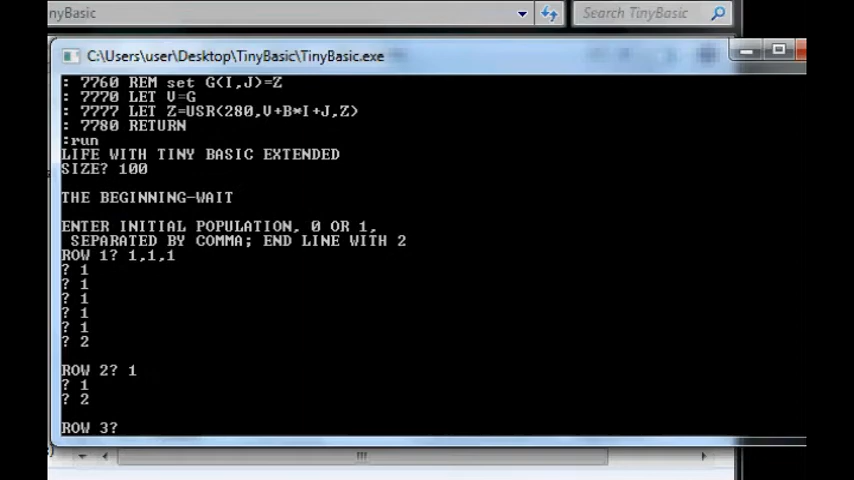 nyBasic
Search TinyBasic
C:\Users\user\Desktop\TinyBasic\TinyBasic.exe
: 7760 REM set G(I,J)=Z
: 7770 LET V=G
: 7777 LET Z=USR(280,V+B*I+J,Z)
: 7780 RETURN
:run
LIFE WITH TINY BASIC EXTENDED
SIZE? 100
THE BEGINNING-WAIT
ENTER INITIAL POPULATION, 0 OR 1,
SEPARATED BY COMMA; END LINE WITH 2
ROW 1? 1,1,1
? 1
? 1
? 1
? 1
? 1
? 2
ROW 2? 1
? 1
? 2
ROW 3?